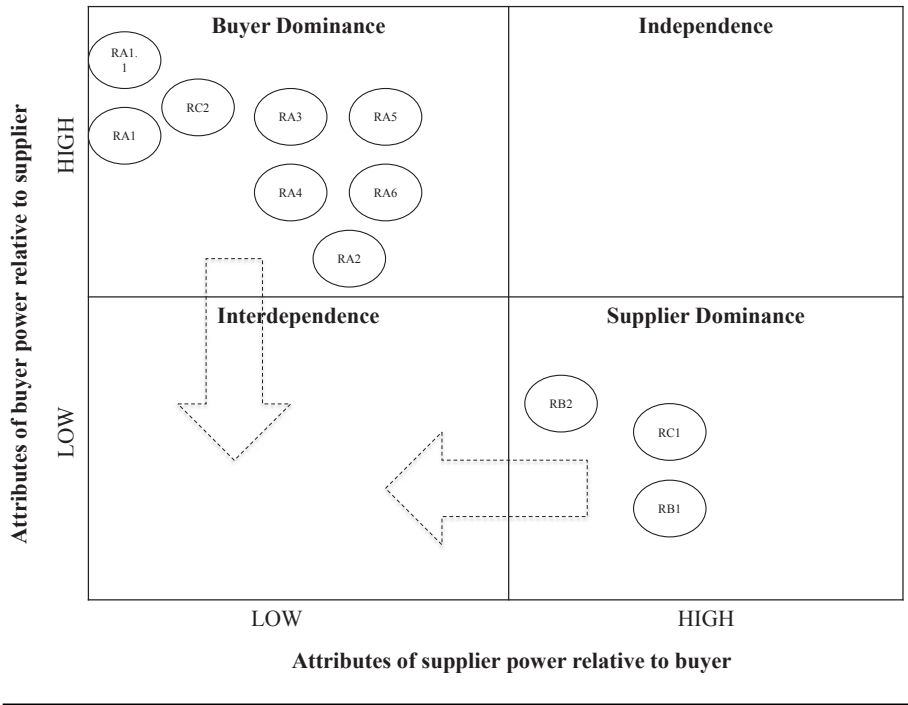 Buyer Dominance
Independence
RA1.
1
RC2
RA1
RA3
RA5
RA4
RA6
RA2
HIGH
Attributes of buyer power relative to supplier
Interdependence
Supplier Dominance
RB2
RC1
RB1
LOW
LOW
HIGH
Attributes of supplier power relative to buyer